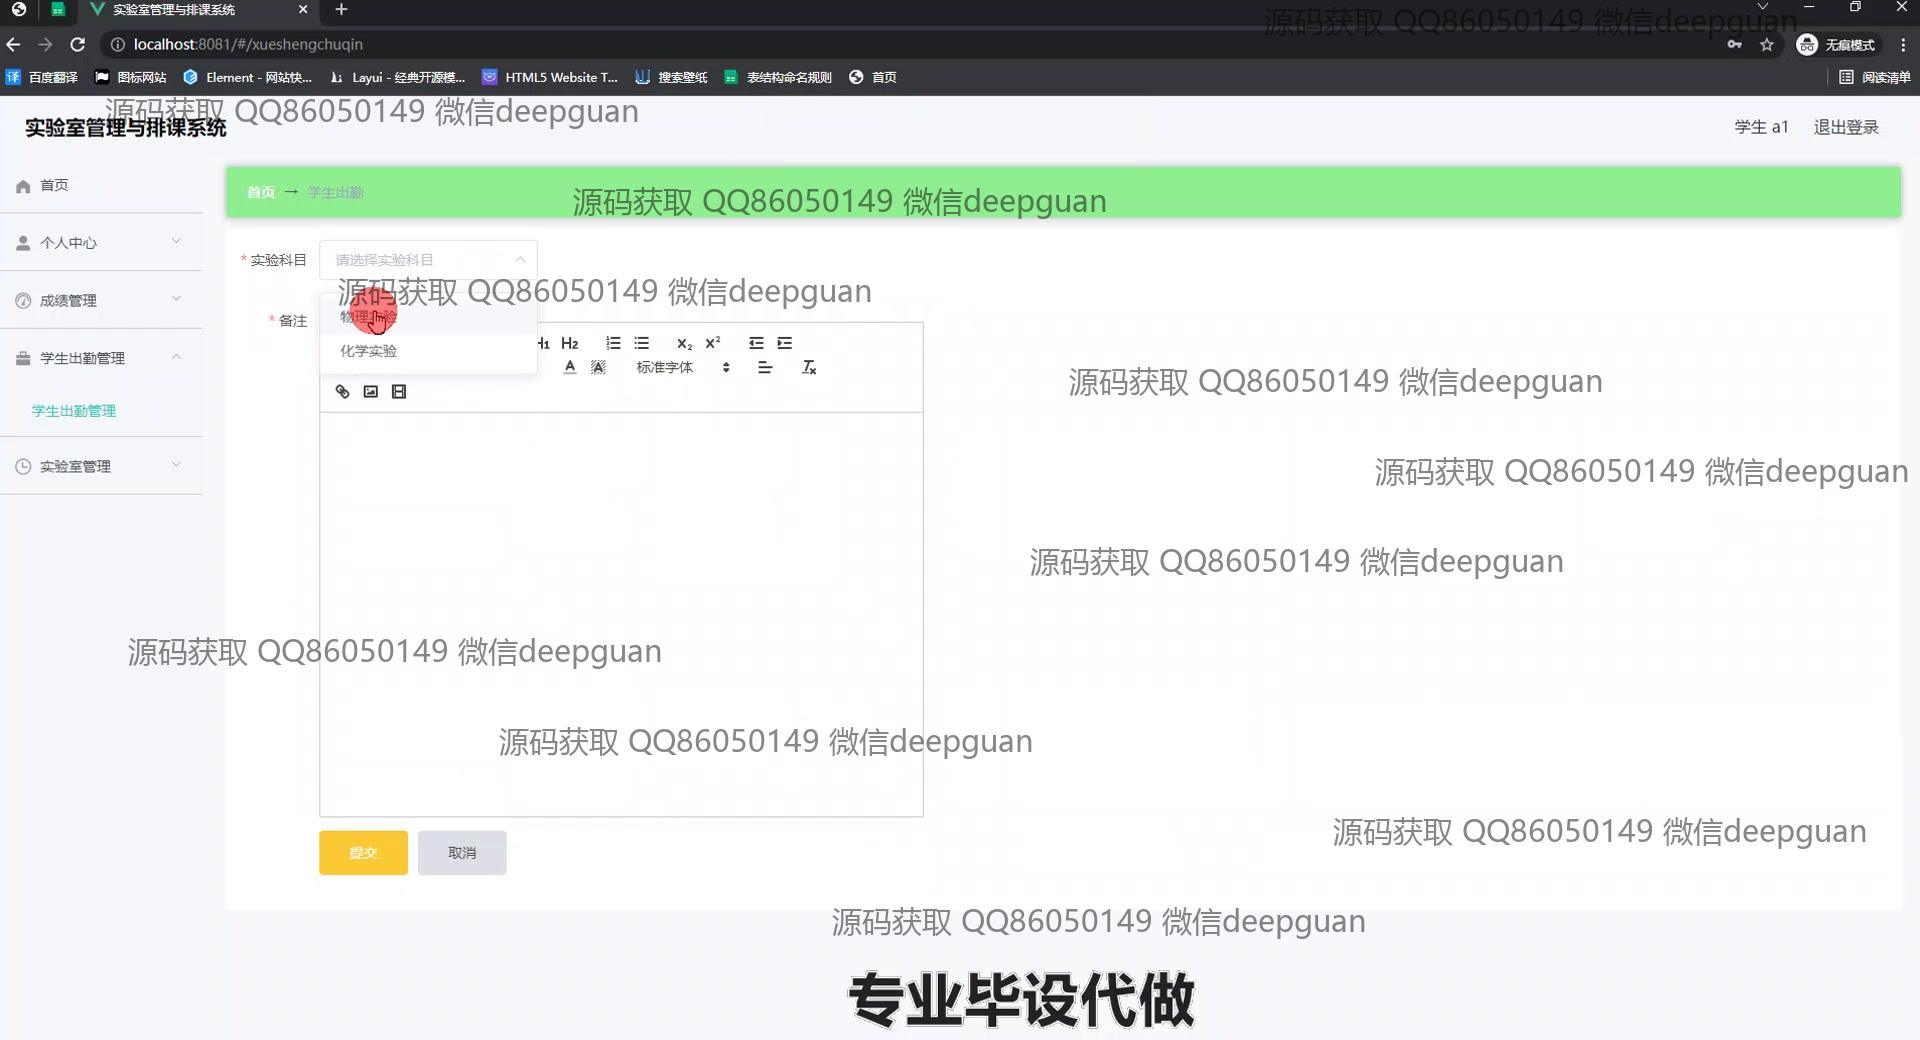 实验室管理与排课系统
源码获取 QQ86050149 微信deepguan
localhost:8081/#/xueshengchuqin
无痕模式
译 百度翻译
图标网站
Element - 网站快...
Layui - 经典开源模...
HTML5 Website T...
搜索壁纸
表结构命名规则
首页
阅读清单
源码获取 QQ86050149 微信deepguan
实验室管理与排课系统
学生 a1
退出登录
首页
个人中心
成绩管理
学生出勤管理
学生出勤管理
实验室管理
首页 → 学生出勤
源码获取 QQ86050149 微信deepguan
* 实验科目
请选择实验科目
源码获取 QQ86050149 微信deepguan
物理实验
化学实验
* 备注
H1 H2 X₂ X²
A A 标准字体 Tx
源码获取 QQ86050149 微信deepguan
源码获取 QQ86050149 微信deepguan
源码获取 QQ86050149 微信deepguan
源码获取 QQ86050149 微信deepguan
源码获取 QQ86050149 微信deepguan
源码获取 QQ86050149 微信deepguan
提交
取消
源码获取 QQ86050149 微信deepguan
专业毕设代做